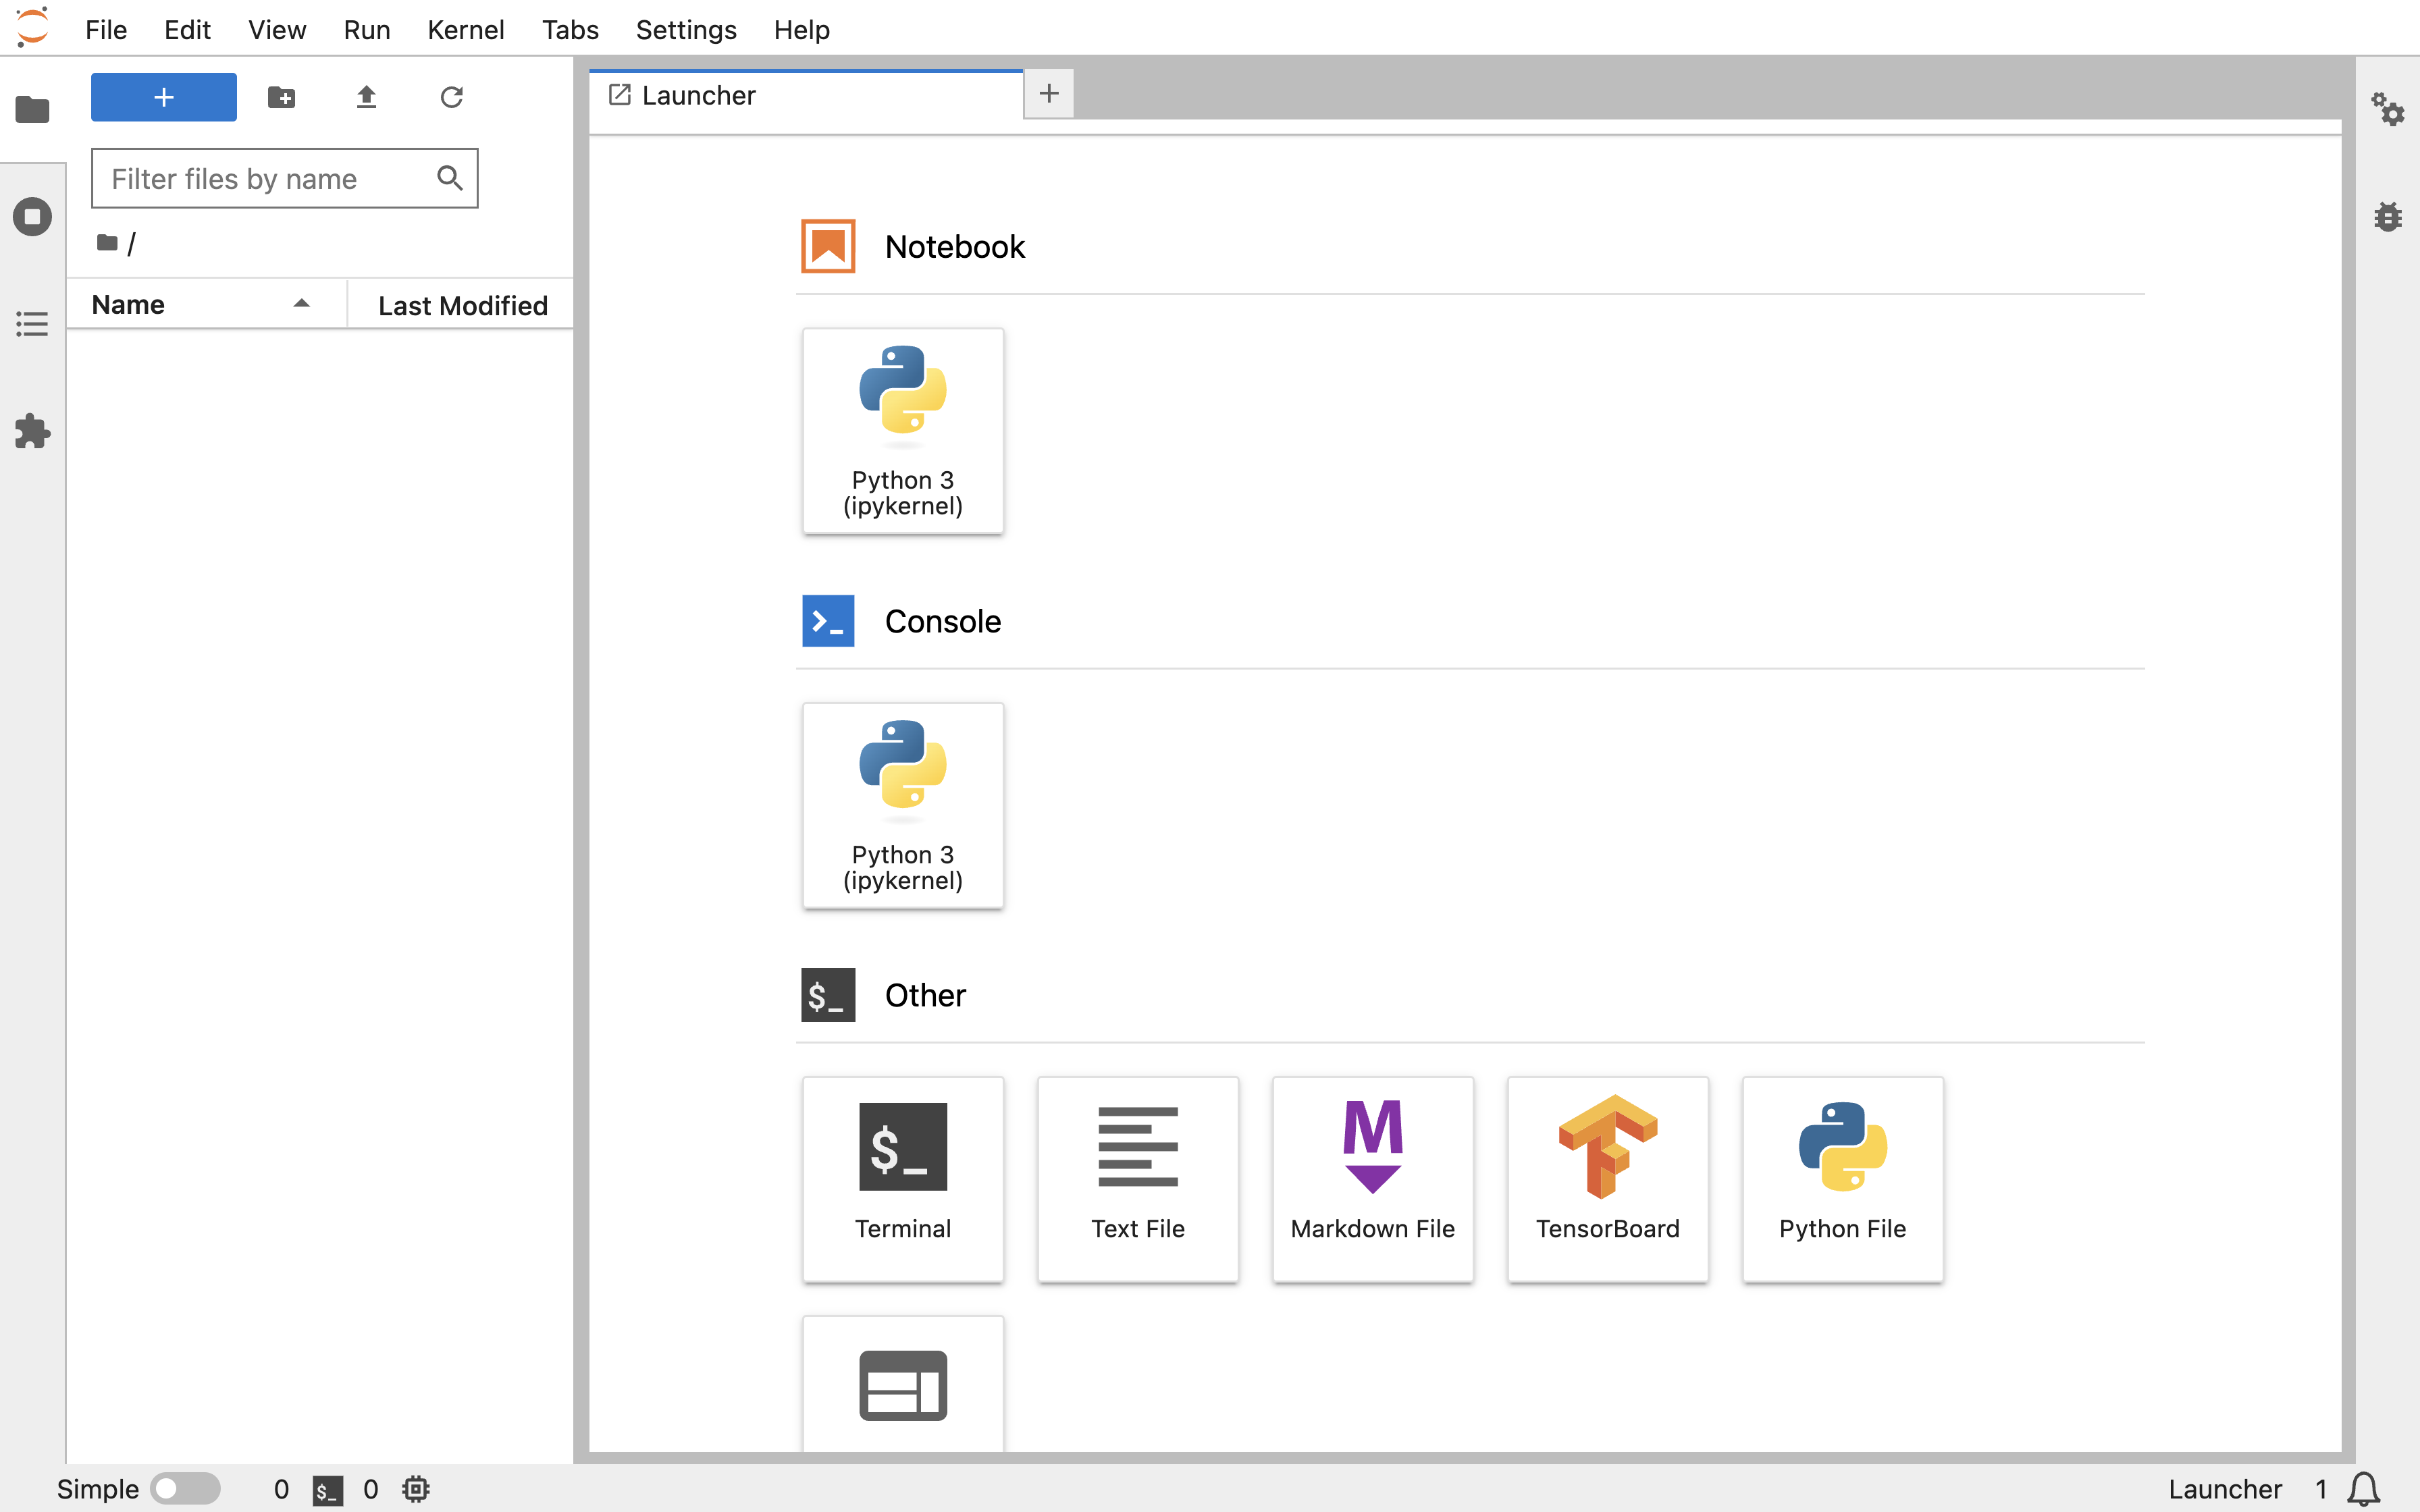 File Edit View Run Kernel Tabs Settings Help
+
Launcher
+
Filter files by name
/
Name
Last Modified
Notebook
Python 3
(ipykernel)
>_ Console
Python 3
(ipykernel)
$_ Other
$_
Terminal
Text File
M
Markdown File
TensorBoard
Python File
Simple 0 $_ 0
Launcher 1